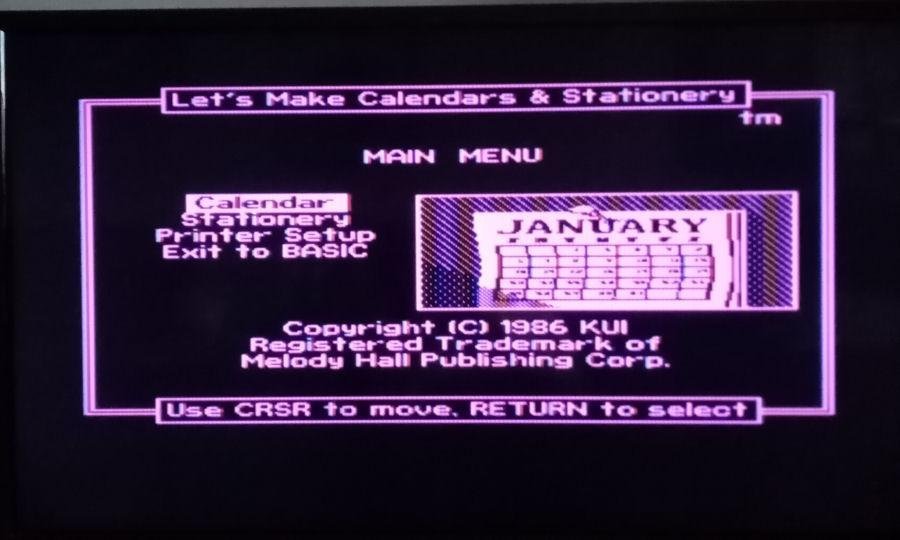 Let's Make Calendars & Stationery
tm
MAIN MENU
Calendar
Stationery
Printer Setup
Exit to BASIC
JANUARY
Copyright (C) 1986 KUI
Registered Trademark of
Melody Hall Publishing Corp.
Use CRSR to move, RETURN to select